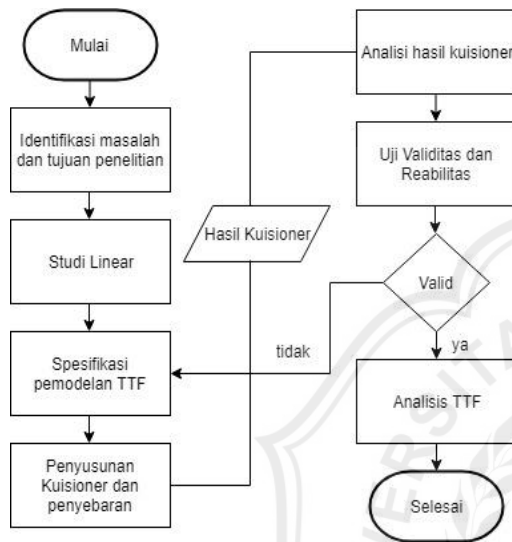 Mulai
Identifikasi masalah
dan tujuan penelitian
Studi Linear
Spesifikasi
pemodelan TTF
Penyusunan
Kuisioner dan
penyebaran
Hasil Kuisioner
Analisi hasil kuisioner
Uji Validitas dan
Reabilitas
Valid
tidak
ya
Analisis TTF
Selesai